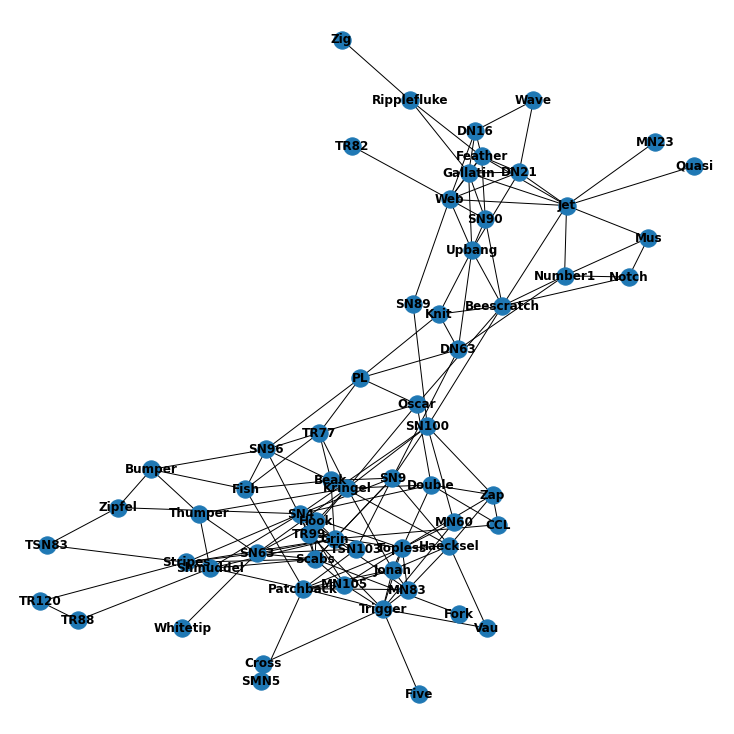 Zig
Ripplefluke
Wave
DN16
MN23
TR82
Feather
Quasi
Gallatin
DN21
Web
Jet
SN90
Mus
Upbang
Number1
Notch
SN89
Beescratch
Knit
DN63
PL
Oscar
SN100
TR77
SN96
Bumper
Beak
SN9
Fish
Kringel
Double
Zap
Zipfel
Thumper
SN4
Hook
MN60
CCL
TR99
Grin
TSN83
TSN103
Topless
Haecksel
SN63
Stripes
Scabs
Shmuddel
Jonah
Patchback
MN105
MN83
TR120
Trigger
Fork
TR88
Whitetip
Vau
Cross
SMN5
Five